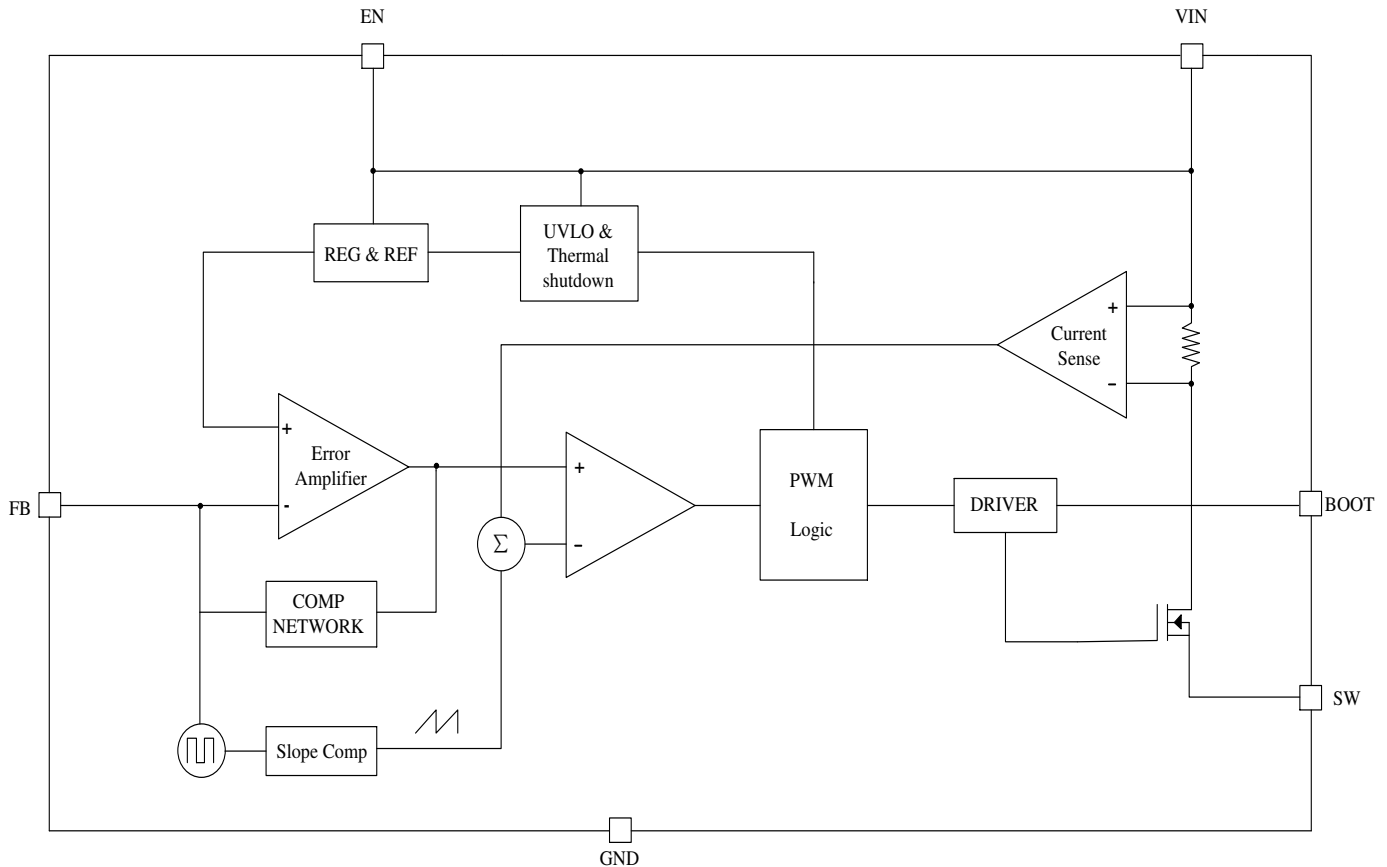 EN
VIN
REG & REF
UVLO &
Thermal
shutdown
+
Current
Sense
-
+
Error
Amplifier
-
+
-
PWM
Logic
FB
Σ
DRIVER
BOOT
COMP
NETWORK
SW
Slope Comp
GND